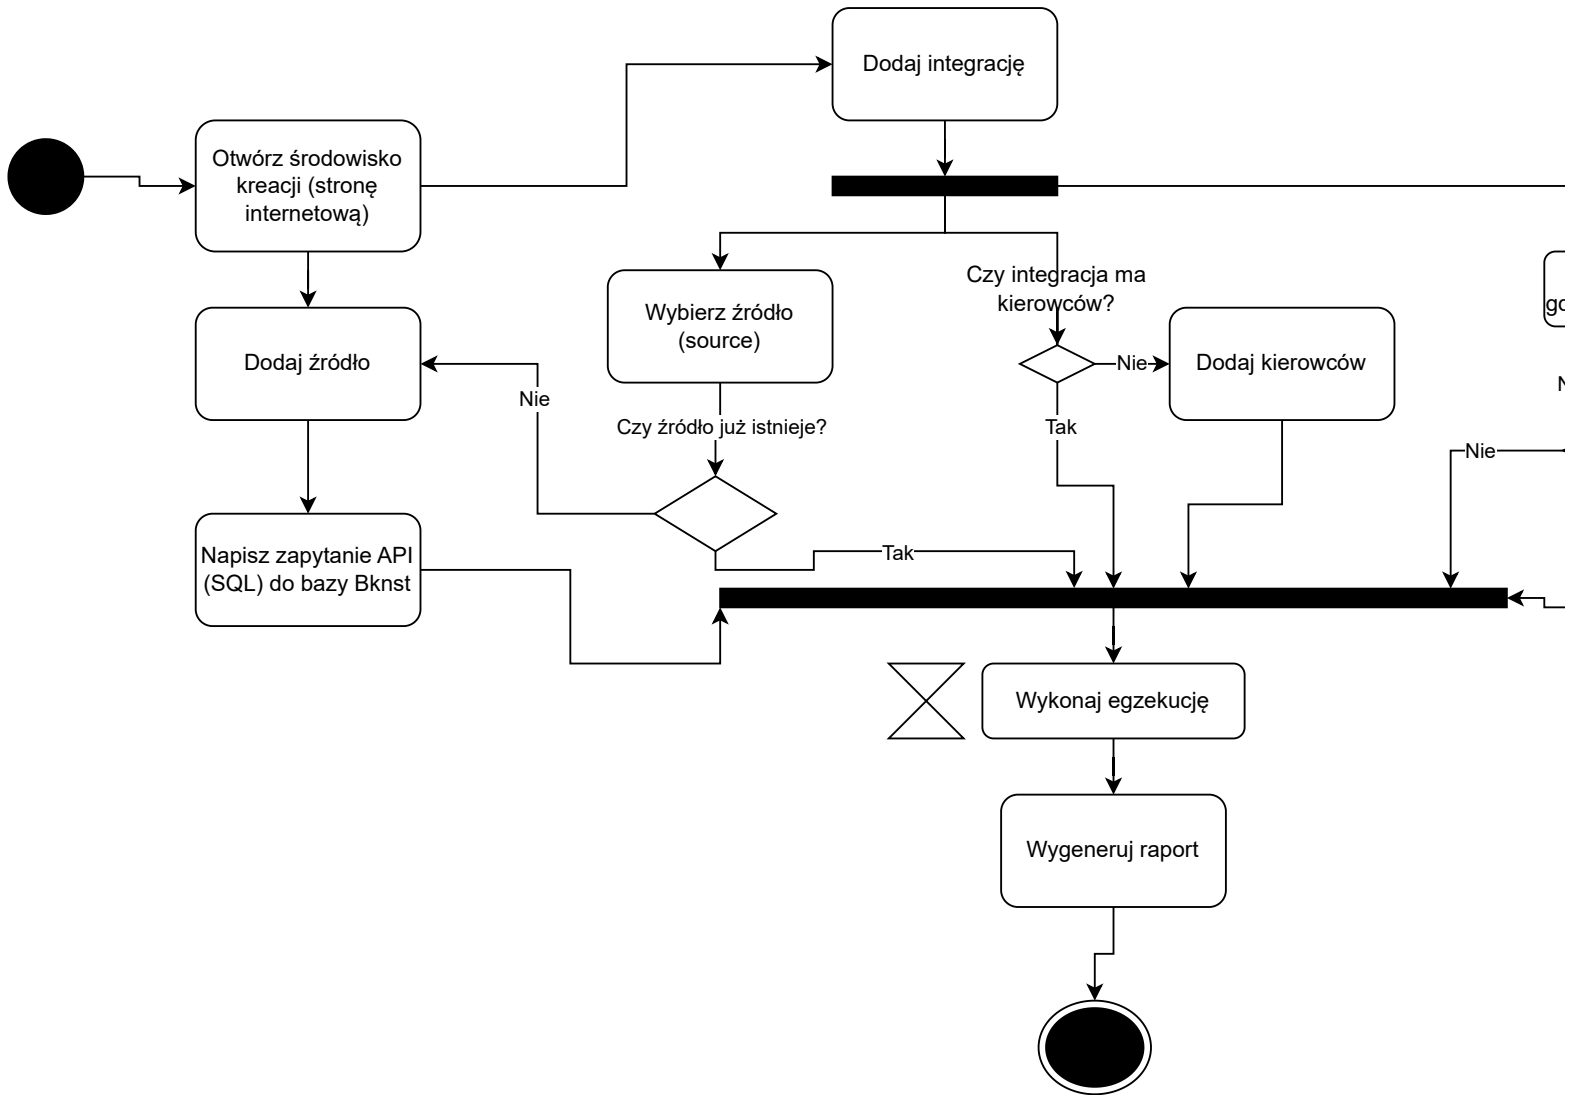 Dodaj integrację
Otwórz środowisko
kreacji (stronę
internetową)
Czy integracja ma
kierowców?
Wybierz źródło
(source)
Dodaj źródło
Nie
Dodaj kierowców
Nie
Czy źródło już istnieje?
Tak
Nie
Napisz zapytanie API
(SQL) do bazy Bknst
Tak
Wykonaj egzekucję
Wygeneruj raport